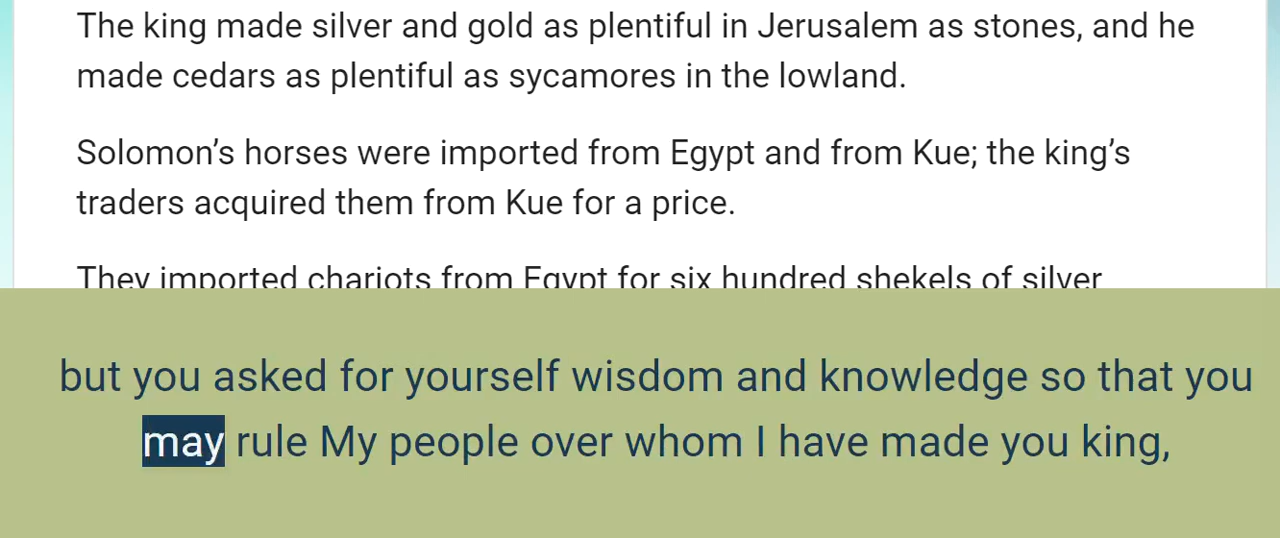 The king made silver and gold as plentiful in Jerusalem as stones, and he
made cedars as plentiful as sycamores in the lowland.
Solomon’s horses were imported from Egypt and from Kue; the king’s
traders acquired them from Kue for a price.
They imported chariots from Egypt for six hundred shekels of silver
but you asked for yourself wisdom and knowledge so that you
may rule My people over whom I have made you king,